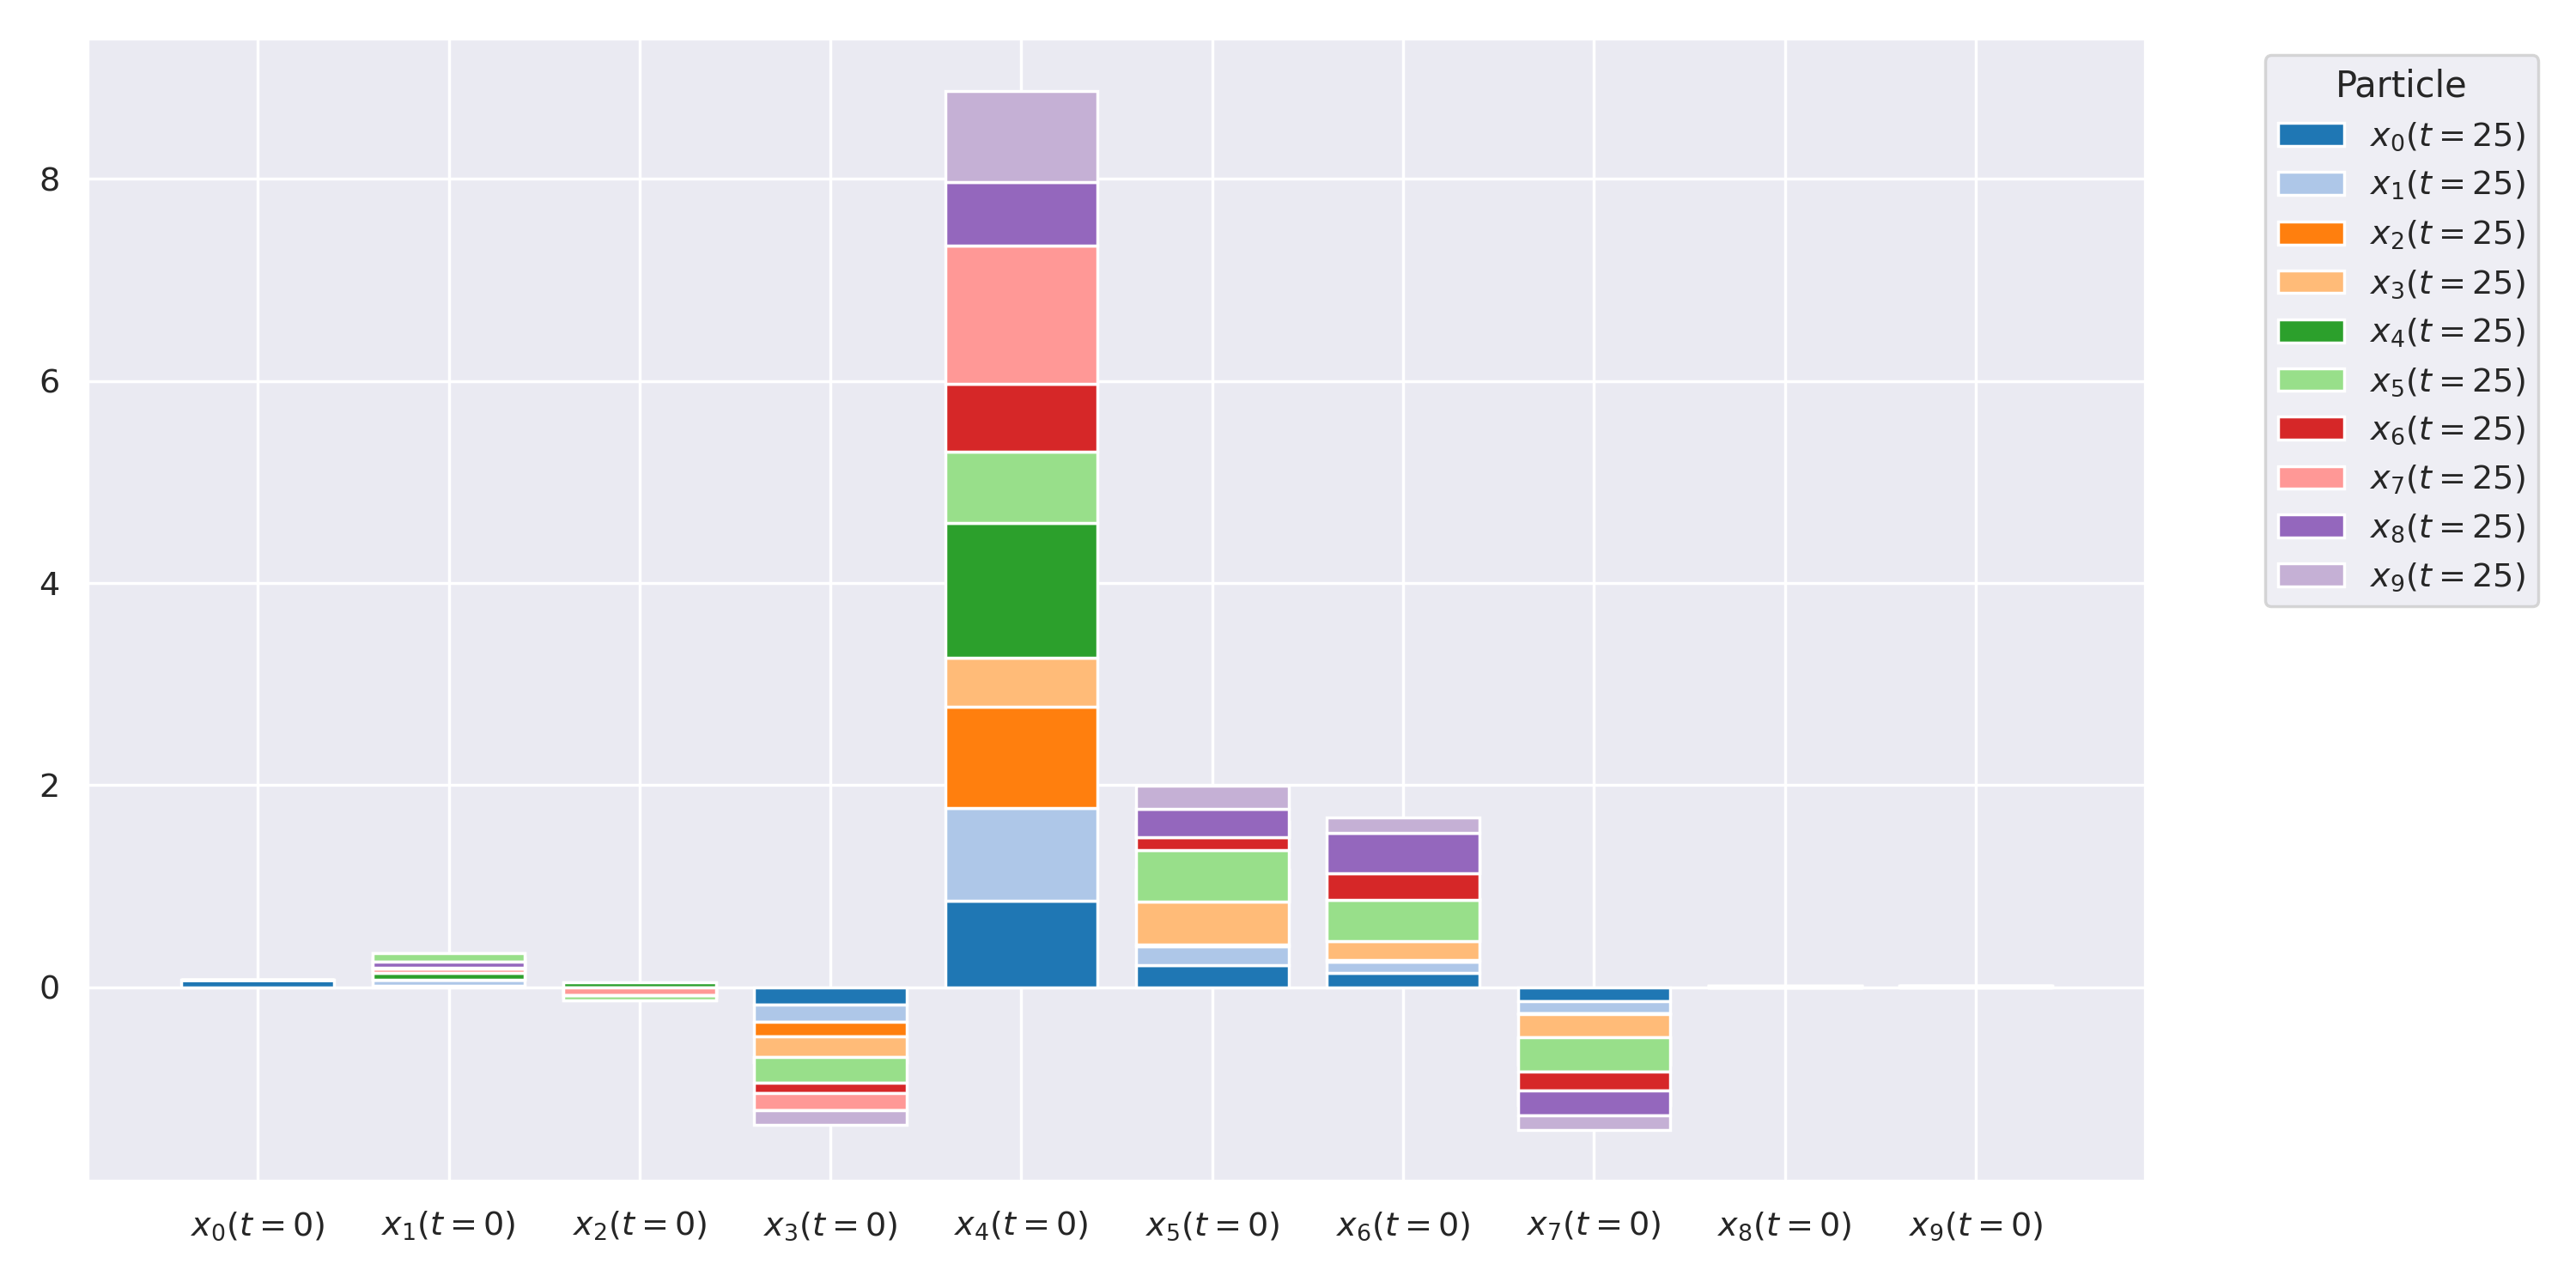 8
6
4
2
0
x₀(t = 0) x₁(t = 0) x₂(t = 0) x₃(t = 0) x₄(t = 0) x₅(t = 0) x₆(t = 0) x₇(t = 0) x₈(t = 0) x₉(t = 0)
Particle
x₀(t = 25)
x₁(t = 25)
x₂(t = 25)
x₃(t = 25)
x₄(t = 25)
x₅(t = 25)
x₆(t = 25)
x₇(t = 25)
x₈(t = 25)
x₉(t = 25)